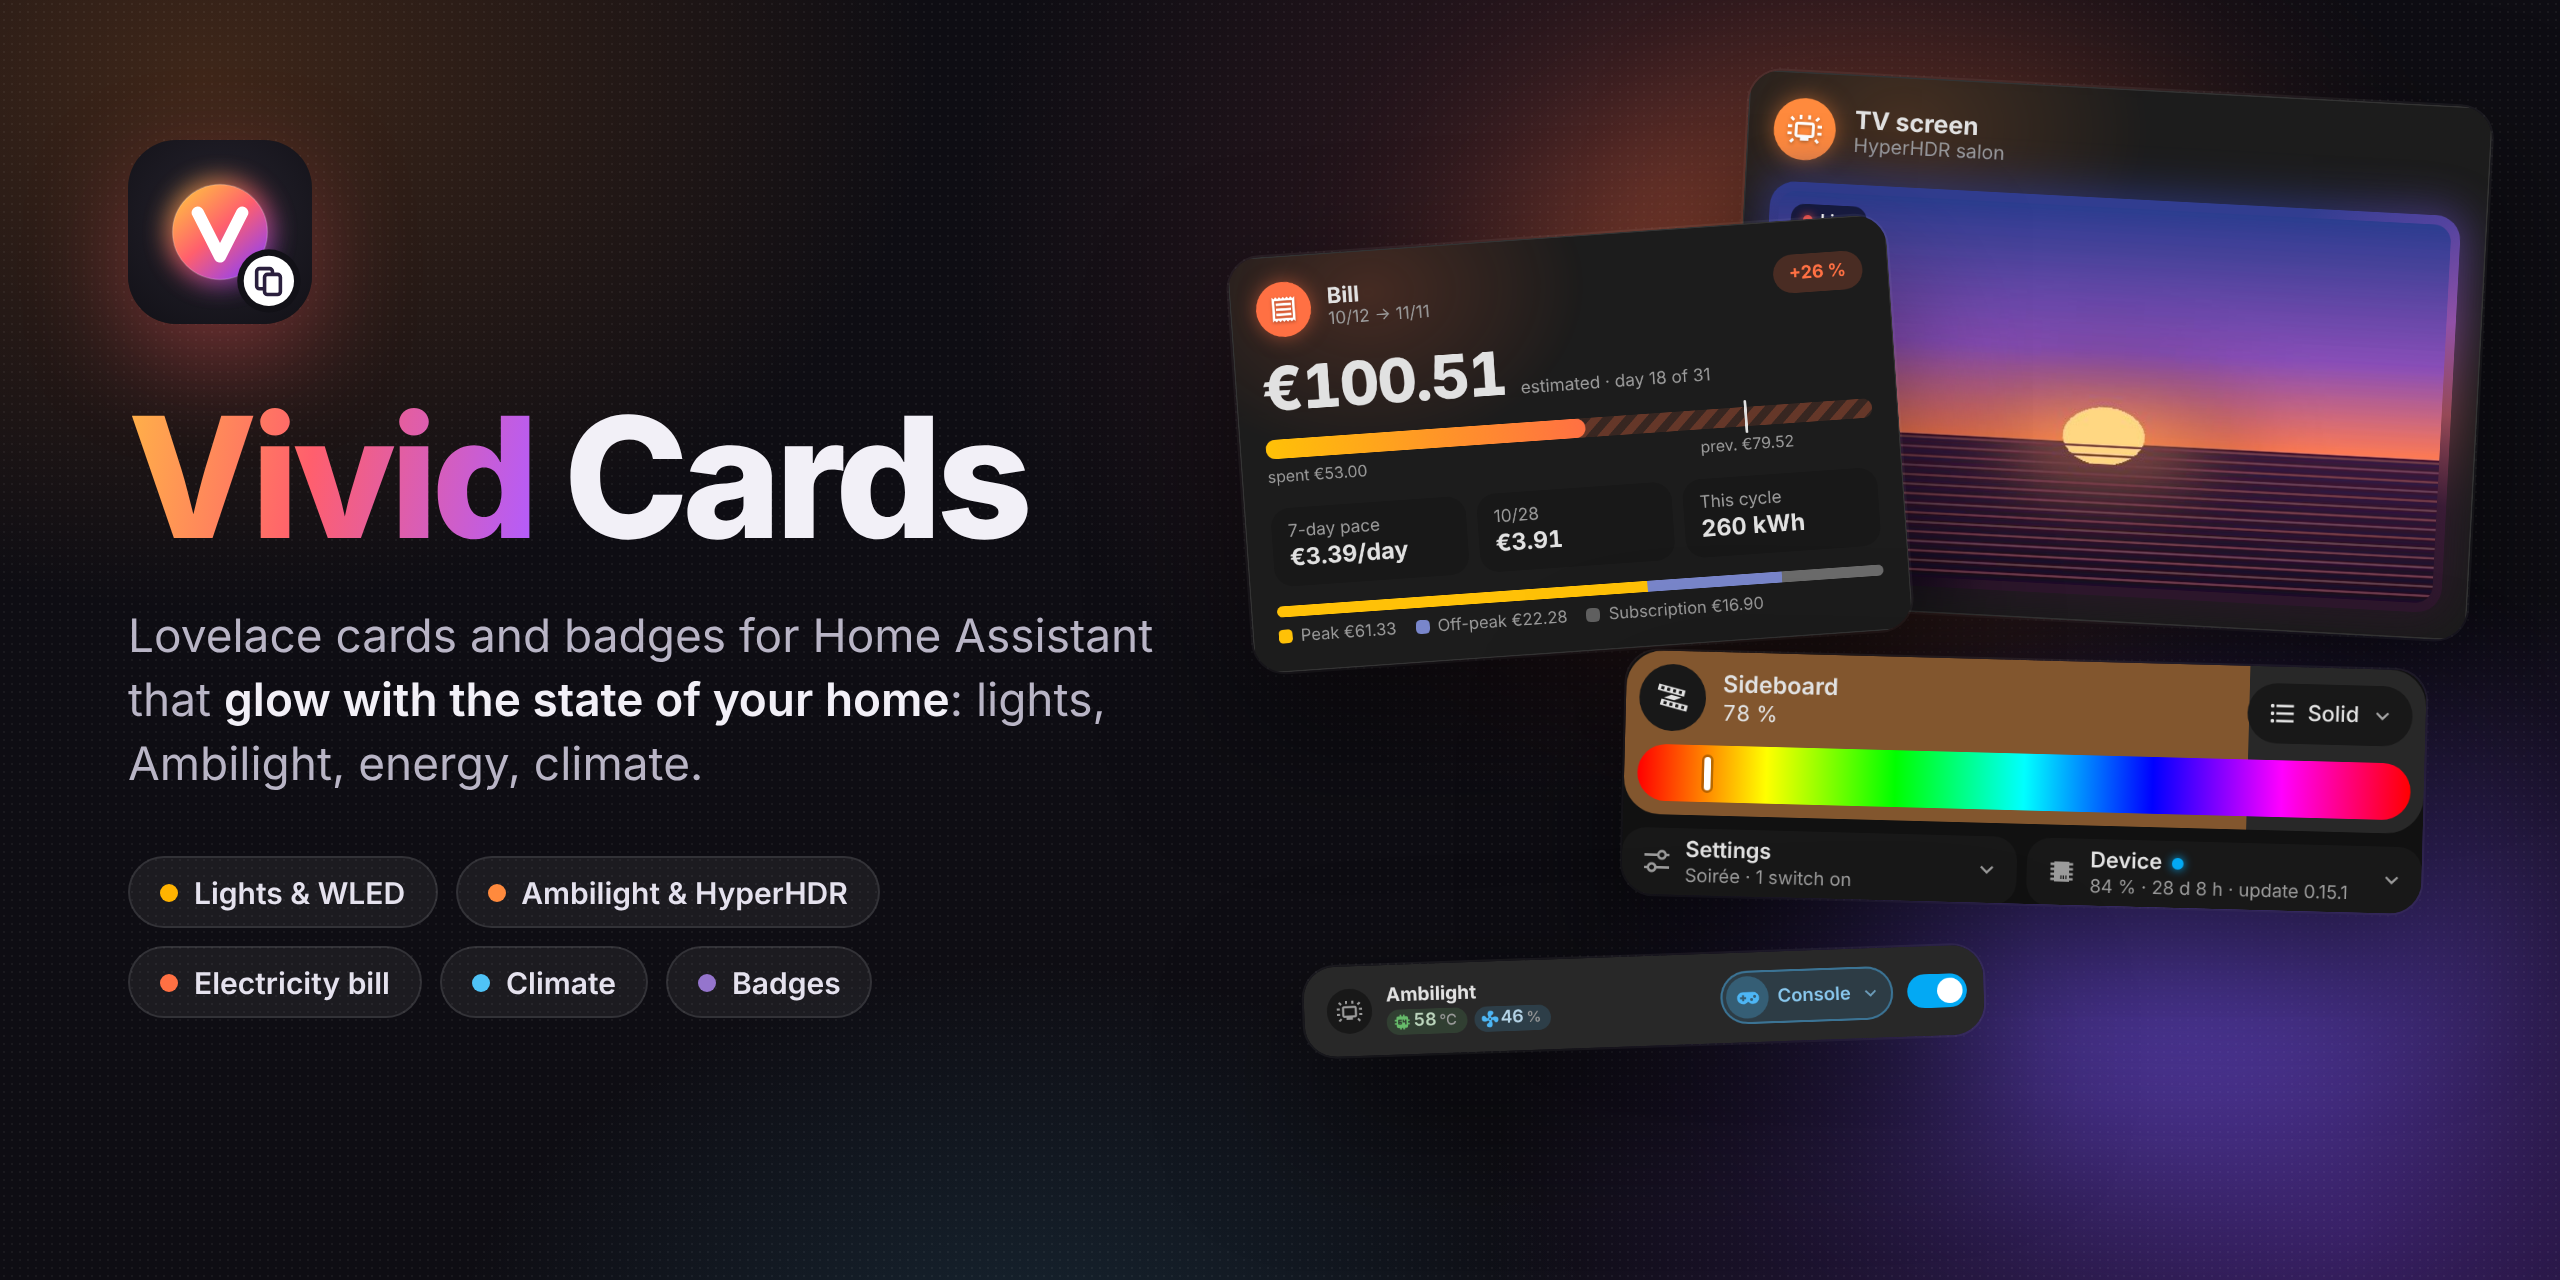 Vivid Cards
Lovelace cards and badges for Home Assistant
that glow with the state of your home: lights,
Ambilight, energy, climate.
Lights & WLED
Ambilight & HyperHDR
Electricity bill
Climate
Badges
TV screen
HyperHDR salon
Bill
10/12 → 11/11
+26 %
€100.51 estimated · day 18 of 31
prev. €79.52
spent €53.00
7-day pace
€3.39/day
10/28
€3.91
This cycle
260 kWh
Peak €61.33
Off-peak €22.28
Subscription €16.90
Sideboard
78 %
Solid
Settings
Soirée · 1 switch on
Device
84 % · 28 d 8 h · update 0.15.1
Ambilight
58 °C
46 %
Console